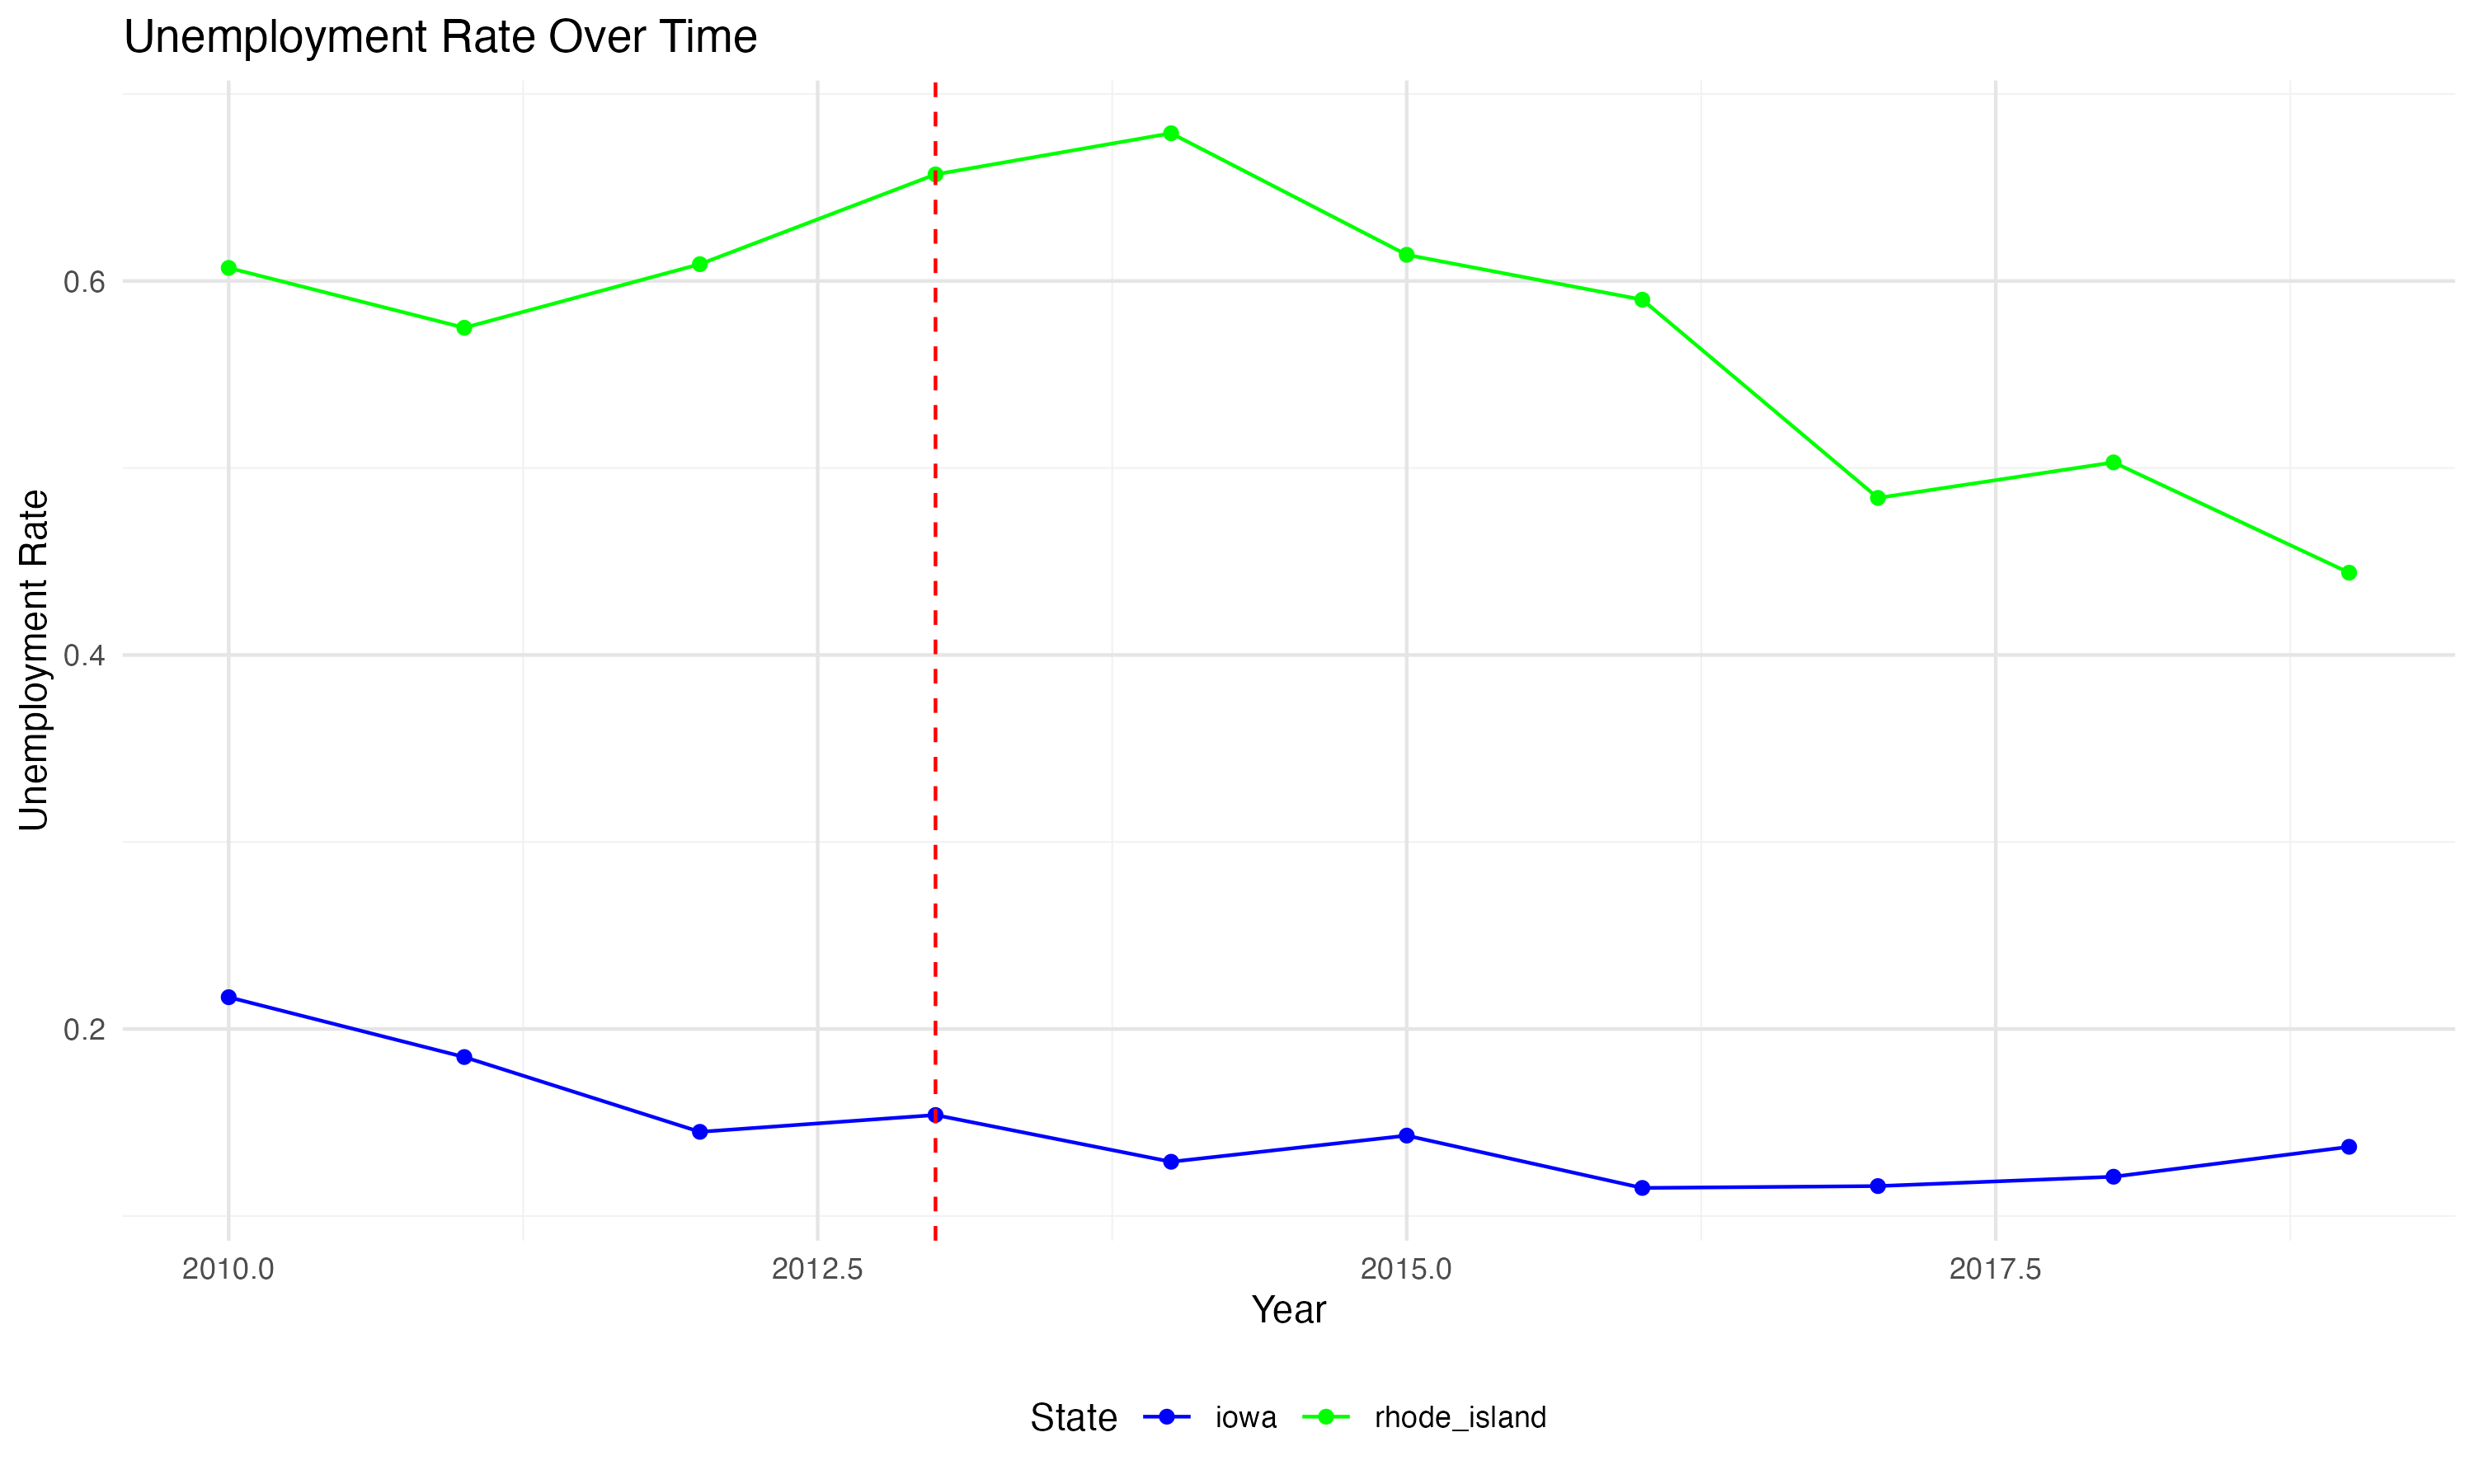 Unemployment Rate Over Time
Unemployment Rate
0.6
0.4
0.2
2010.0 2012.5 2015.0 2017.5
Year
State iowa rhode_island